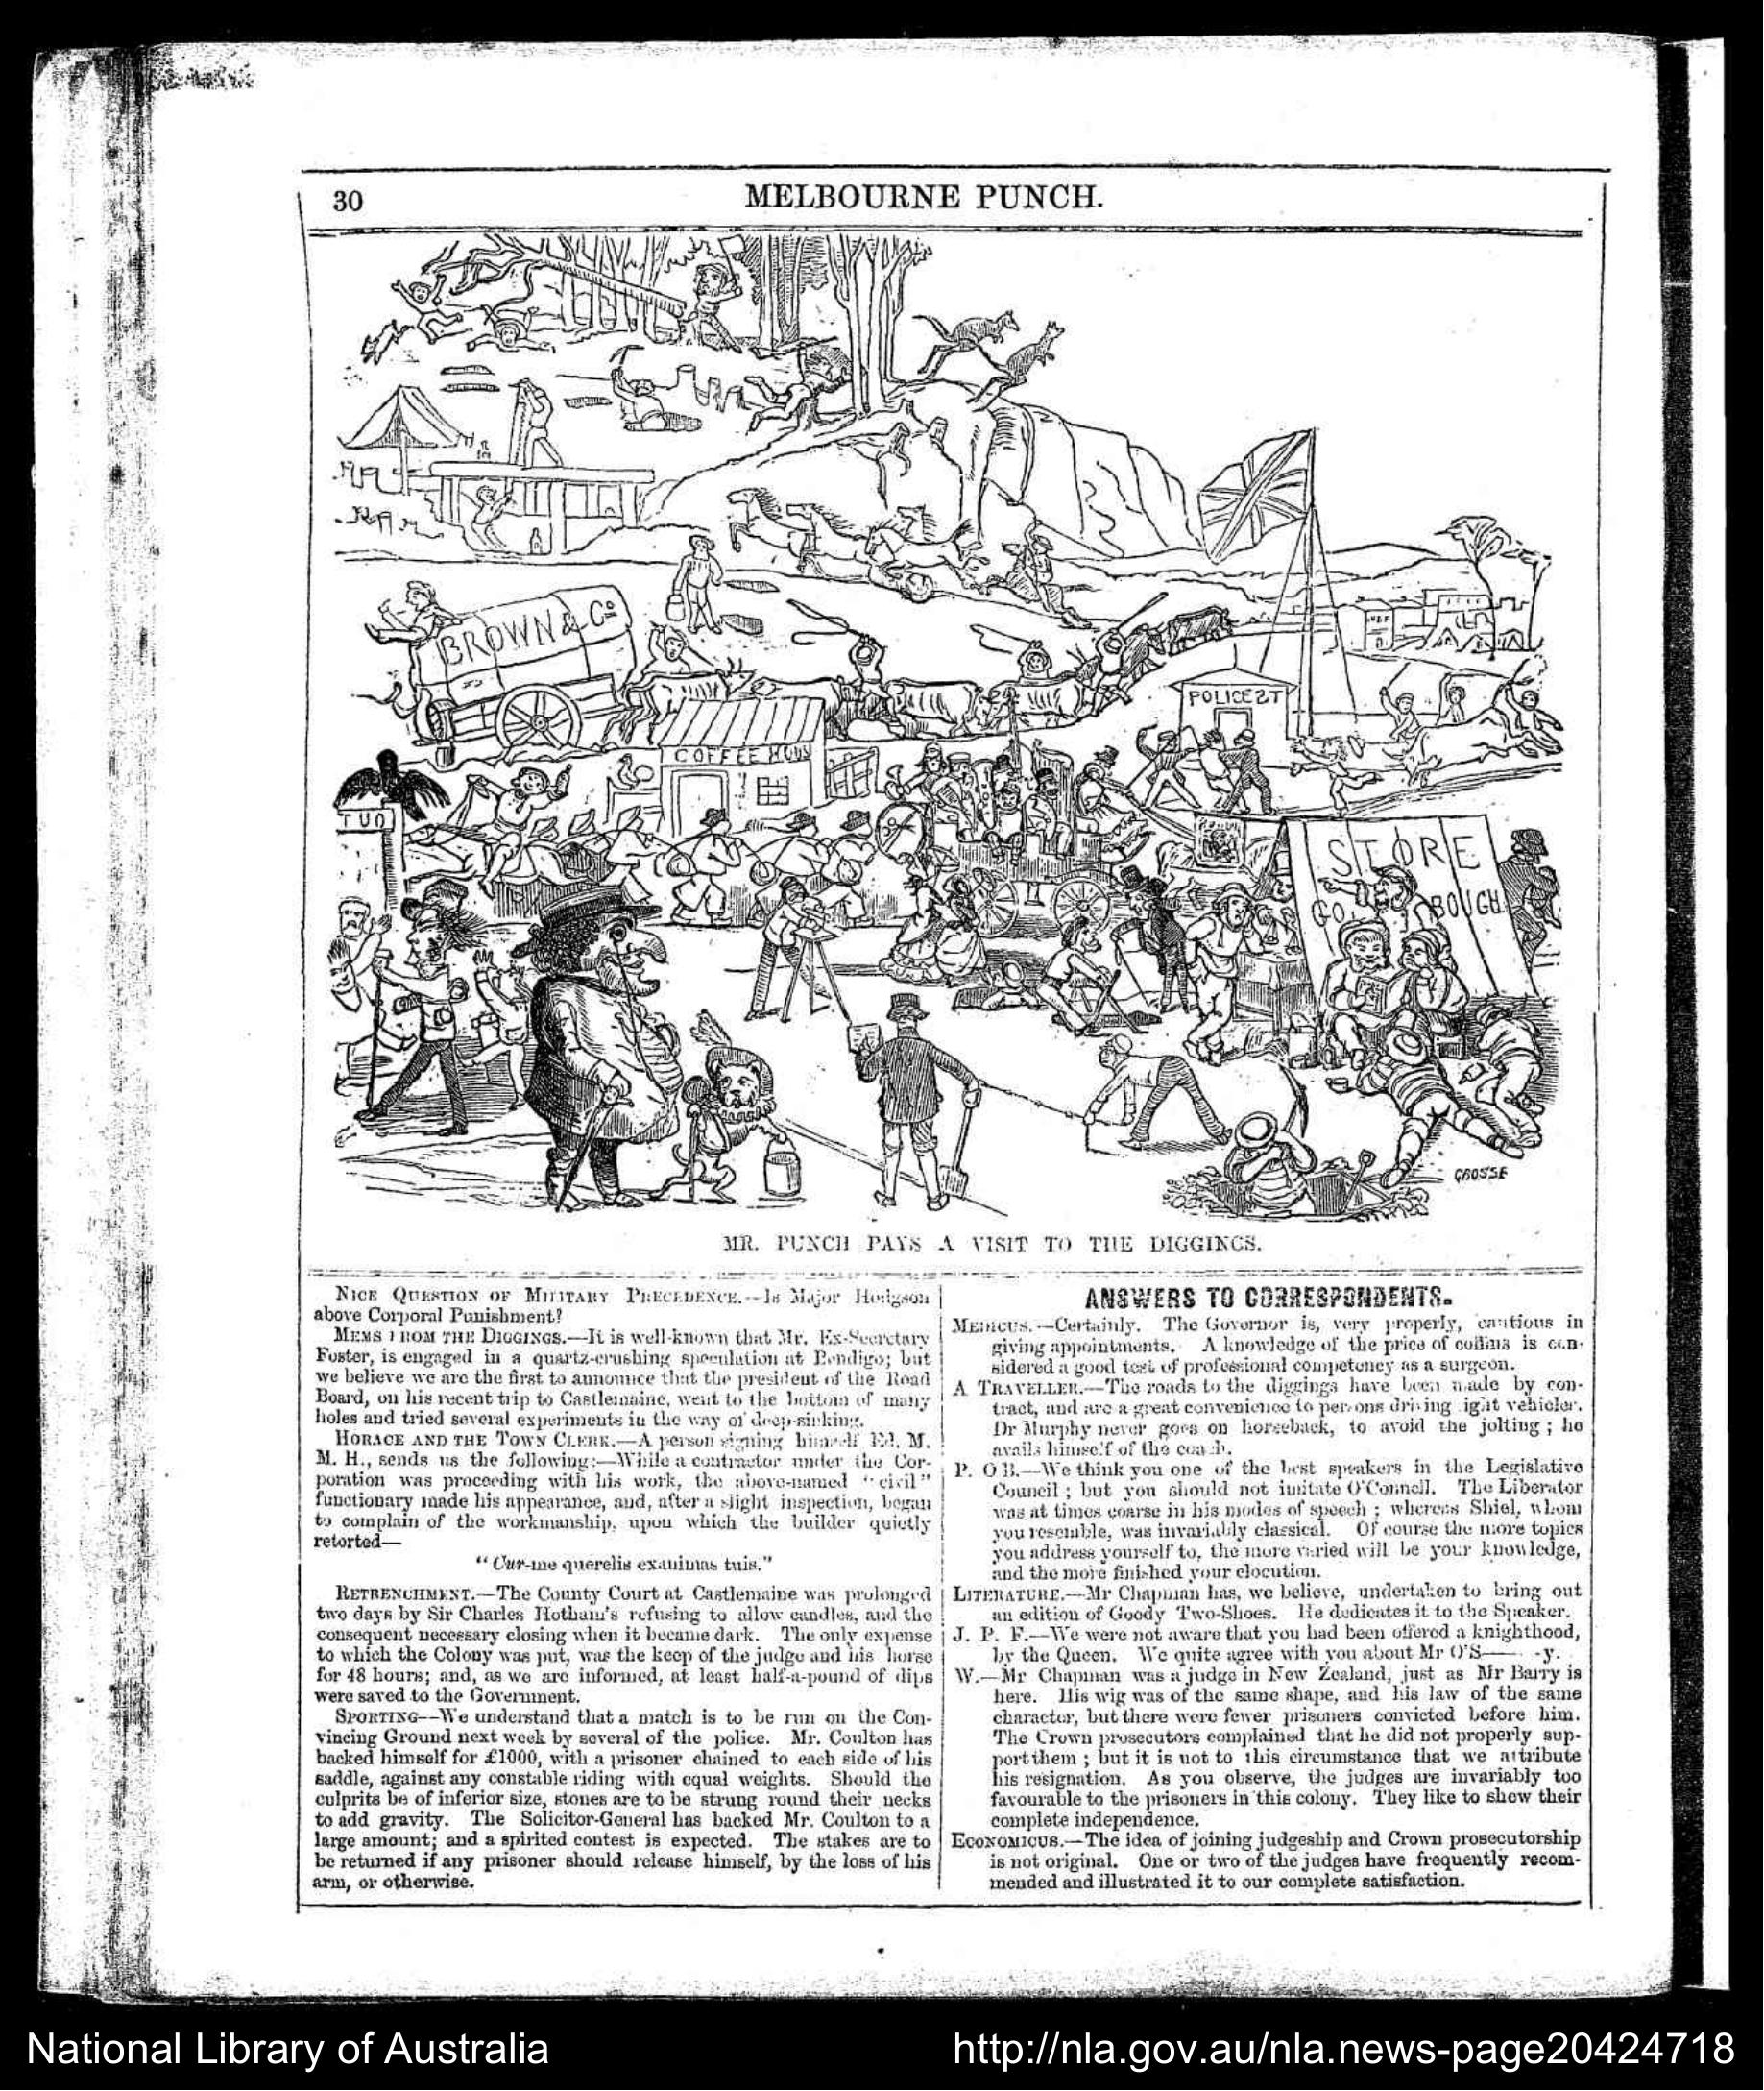 30
MELBOURNE PUNCH.
BROWN & Co
POLICE ST
COFFEE HOUS
STORE
GO BOUGH
GROSSE
MR. PUNCH PAYS A VISIT TO THE DIGGINGS.
NICE QUESTION OF MILITARY PRECEDENCE.--Is Major Hodgson
above Corporal Punishment?
MEMS FROM THE DIGGINGS.—It is well-known that Mr. Ex-Secretary
Foster, is engaged in a quartz-crushing speculation at Bendigo; but
we believe we are the first to announce that the president of the Road
Board, on his recent trip to Castlemaine, went to the bottom of many
holes and tried several experiments in the way of deep-sinking.
HORACE AND THE TOWN CLERK.—A person signing himself Ed. M.
M. H., sends us the following:—While a contractor under the Cor-
poration was proceeding with his work, the above-named "civil"
functionary made his appearance, and, after a slight inspection, began
to complain of the workmanship, upon which the builder quietly
retorted—
"Cur-me querelis exanimas tuis."
RETRENCHMENT.—The County Court at Castlemaine was prolonged
two days by Sir Charles Hotham's refusing to allow candles, and the
consequent necessary closing when it became dark. The only expense
to which the Colony was put, was the keep of the judge and his horse
for 48 hours; and, as we are informed, at least half-a-pound of dips
were saved to the Government.
SPORTING--We understand that a match is to be run on the Con-
vincing Ground next week by several of the police. Mr. Coulton has
backed himself for £1000, with a prisoner chained to each side of his
saddle, against any constable riding with equal weights. Should the
culprits be of inferior size, stones are to be strung round their necks
to add gravity. The Solicitor-General has backed Mr. Coulton to a
large amount; and a spirited contest is expected. The stakes are to
be returned if any prisoner should release himself, by the loss of his
arm, or otherwise.
ANSWERS TO CORRESPONDENTS.
MEDICUS.—Certainly. The Governor is, very properly, cautious in
giving appointments. A knowledge of the price of coffins is con-
sidered a good test of professional competency as a surgeon.
A TRAVELLER.—The roads to the diggings have been made by con-
tract, and are a great convenience to persons driving light vehicles.
Dr Murphy never goes on horseback, to avoid the jolting; he
avails himself of the coach.
P. O B.—We think you one of the best speakers in the Legislative
Council; but you should not imitate O'Connell. The Liberator
was at times coarse in his modes of speech; whereas Shiel, whom
you resemble, was invariably classical. Of course the more topics
you address yourself to, the more varied will be your knowledge,
and the more finished your elocution.
LITERATURE.—Mr Chapman has, we believe, undertaken to bring out
an edition of Goody Two-Shoes. He dedicates it to the Speaker.
J. P. F.—We were not aware that you had been offered a knighthood,
by the Queen. We quite agree with you about Mr O'S—— -y.
W.—Mr Chapman was a judge in New Zealand, just as Mr Barry is
here. His wig was of the same shape, and his law of the same
character, but there were fewer prisoners convicted before him.
The Crown prosecutors complained that he did not properly sup-
port them; but it is not to this circumstance that we attribute
his resignation. As you observe, the judges are invariably too
favourable to the prisoners in this colony. They like to show their
complete independence.
ECONOMICUS.—The idea of joining judgeship and Crown prosecutorship
is not original. One or two of the judges have frequently recom-
mended and illustrated it to our complete satisfaction.
National Library of Australia
http://nla.gov.au/nla.news-page20424718